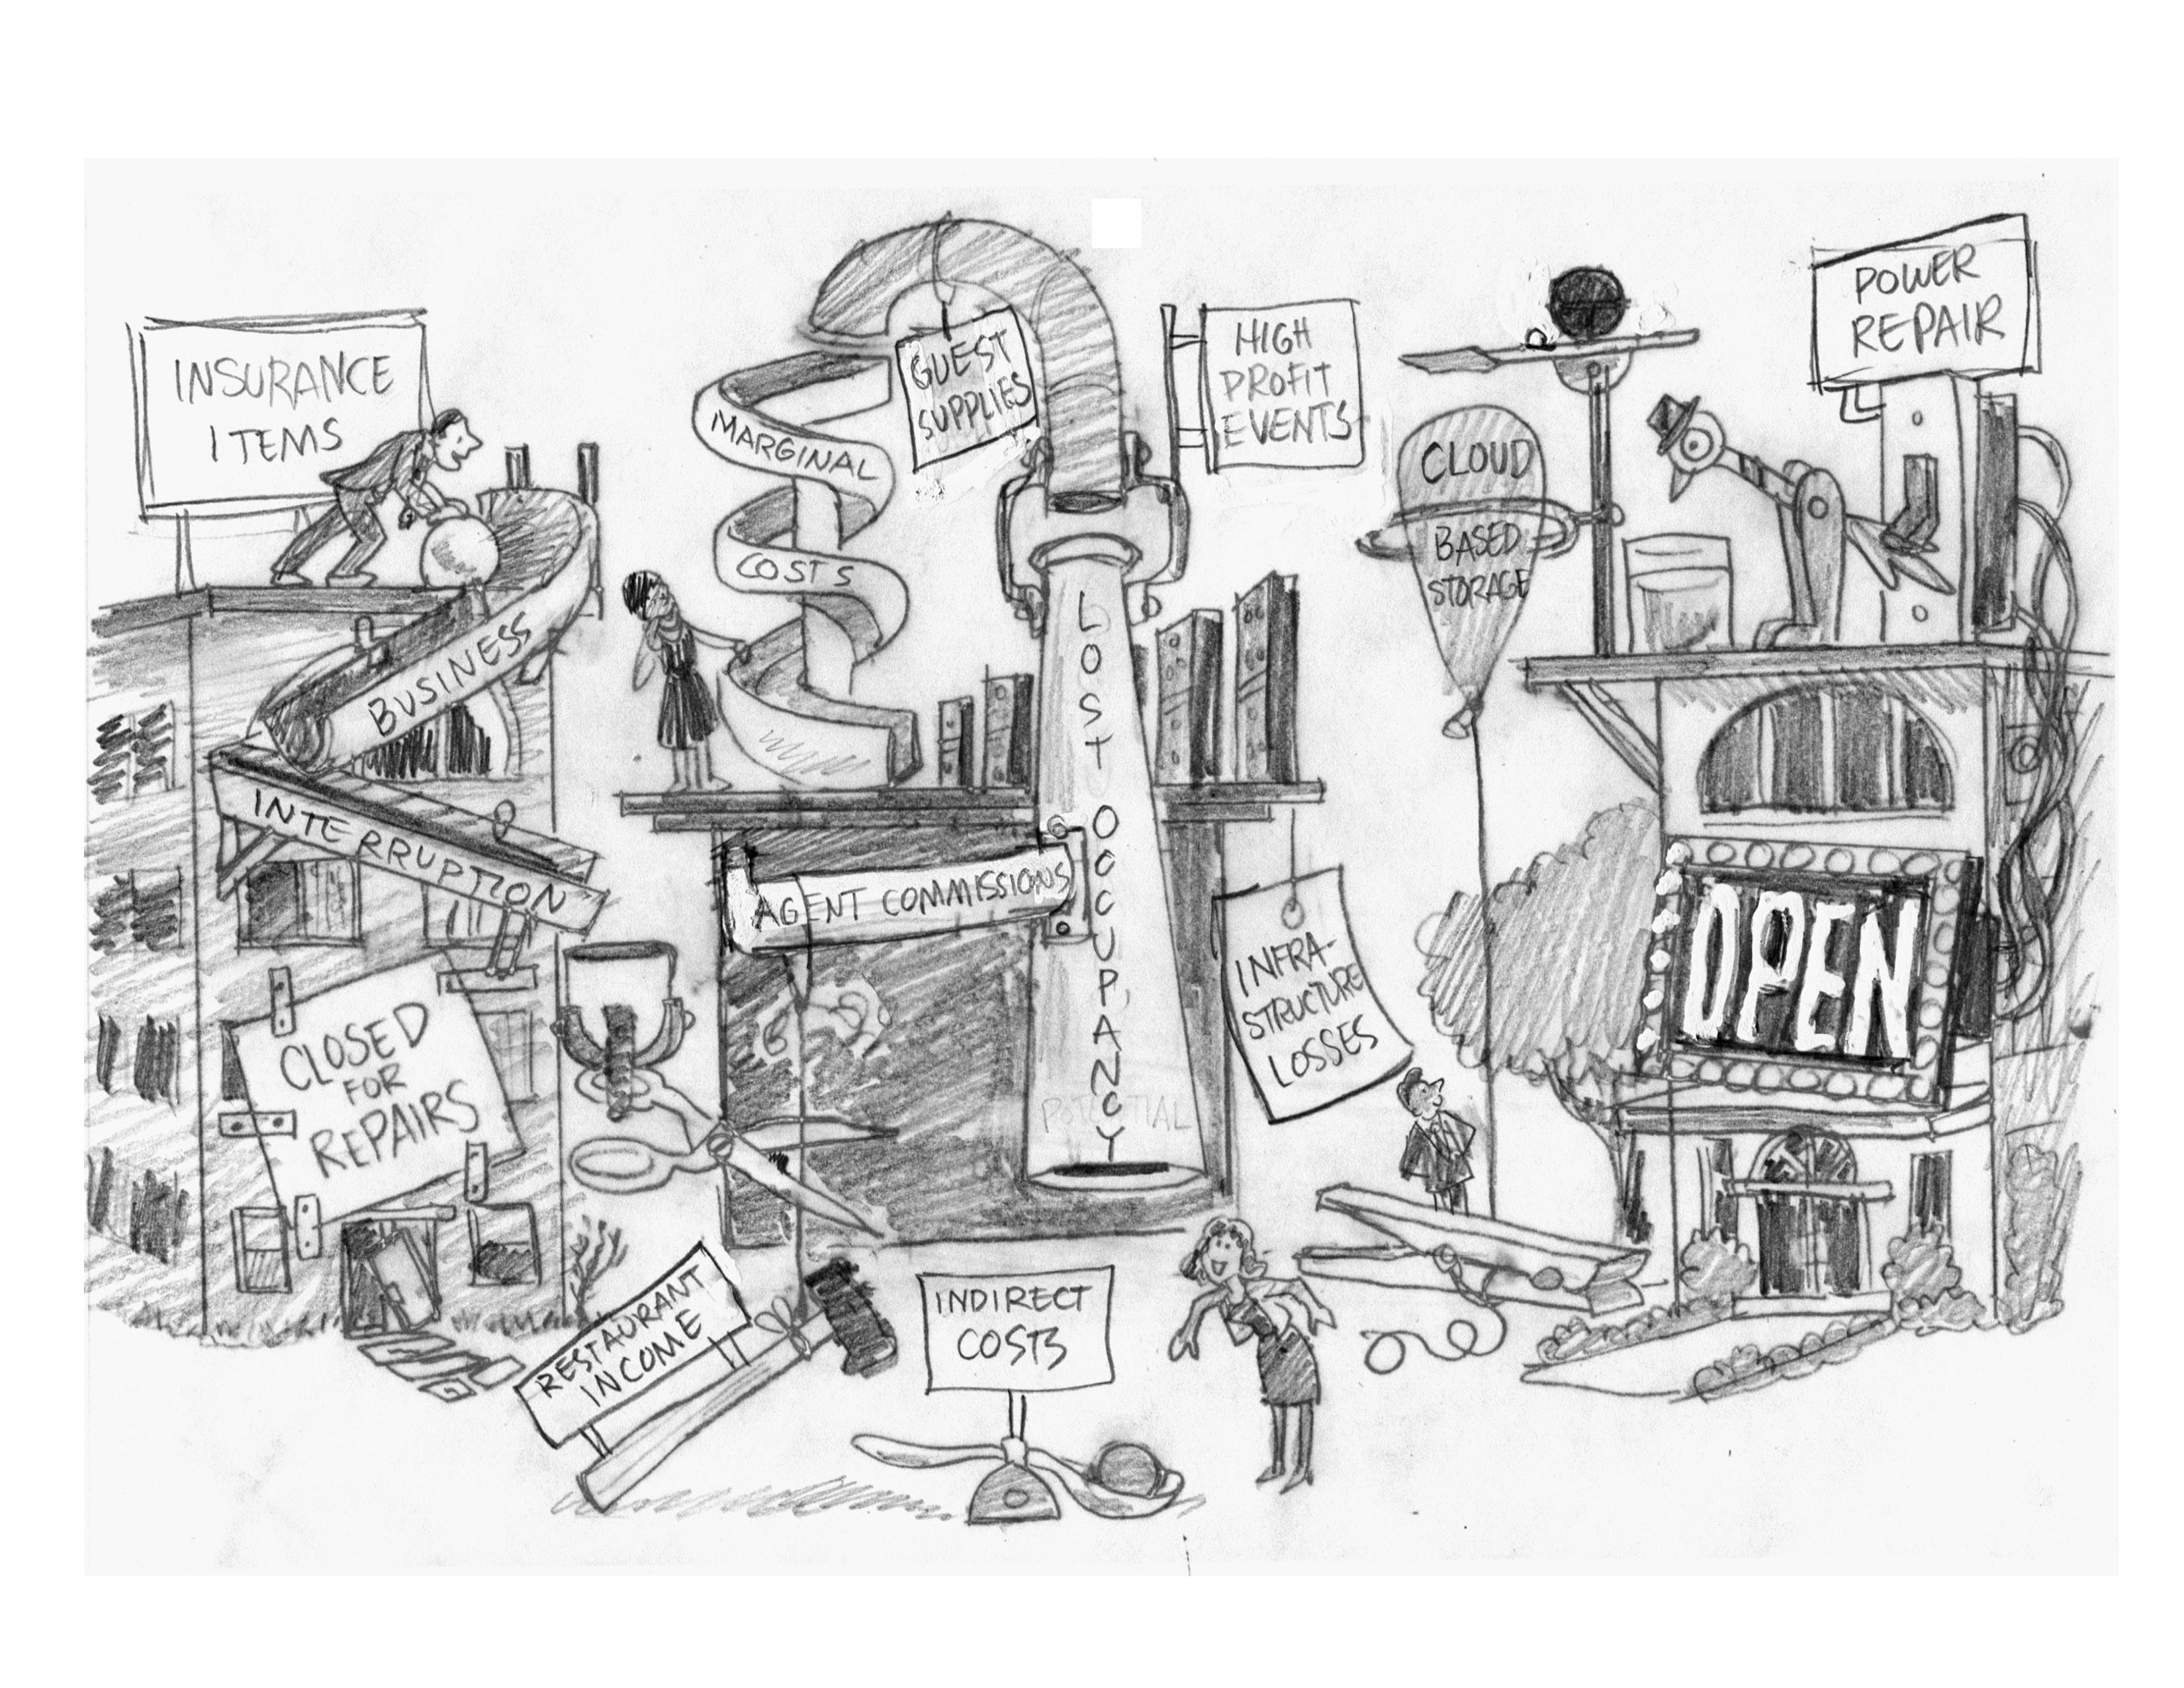 INSURANCE
ITEMS
BUSINESS
INTERRUPTION
CLOSED
FOR
REPAIRS
MARGINAL
COSTS
GUEST
SUPPLIES
HIGH
PROFIT
EVENTS
LOST OCCUPANCY
POTENTIAL
AGENT COMMISSIONS
INFRA-
STRUCTURE
LOSSES
RESTAURANT
INCOME
INDIRECT
COSTS
CLOUD
BASED
STORAGE
POWER
REPAIR
OPEN